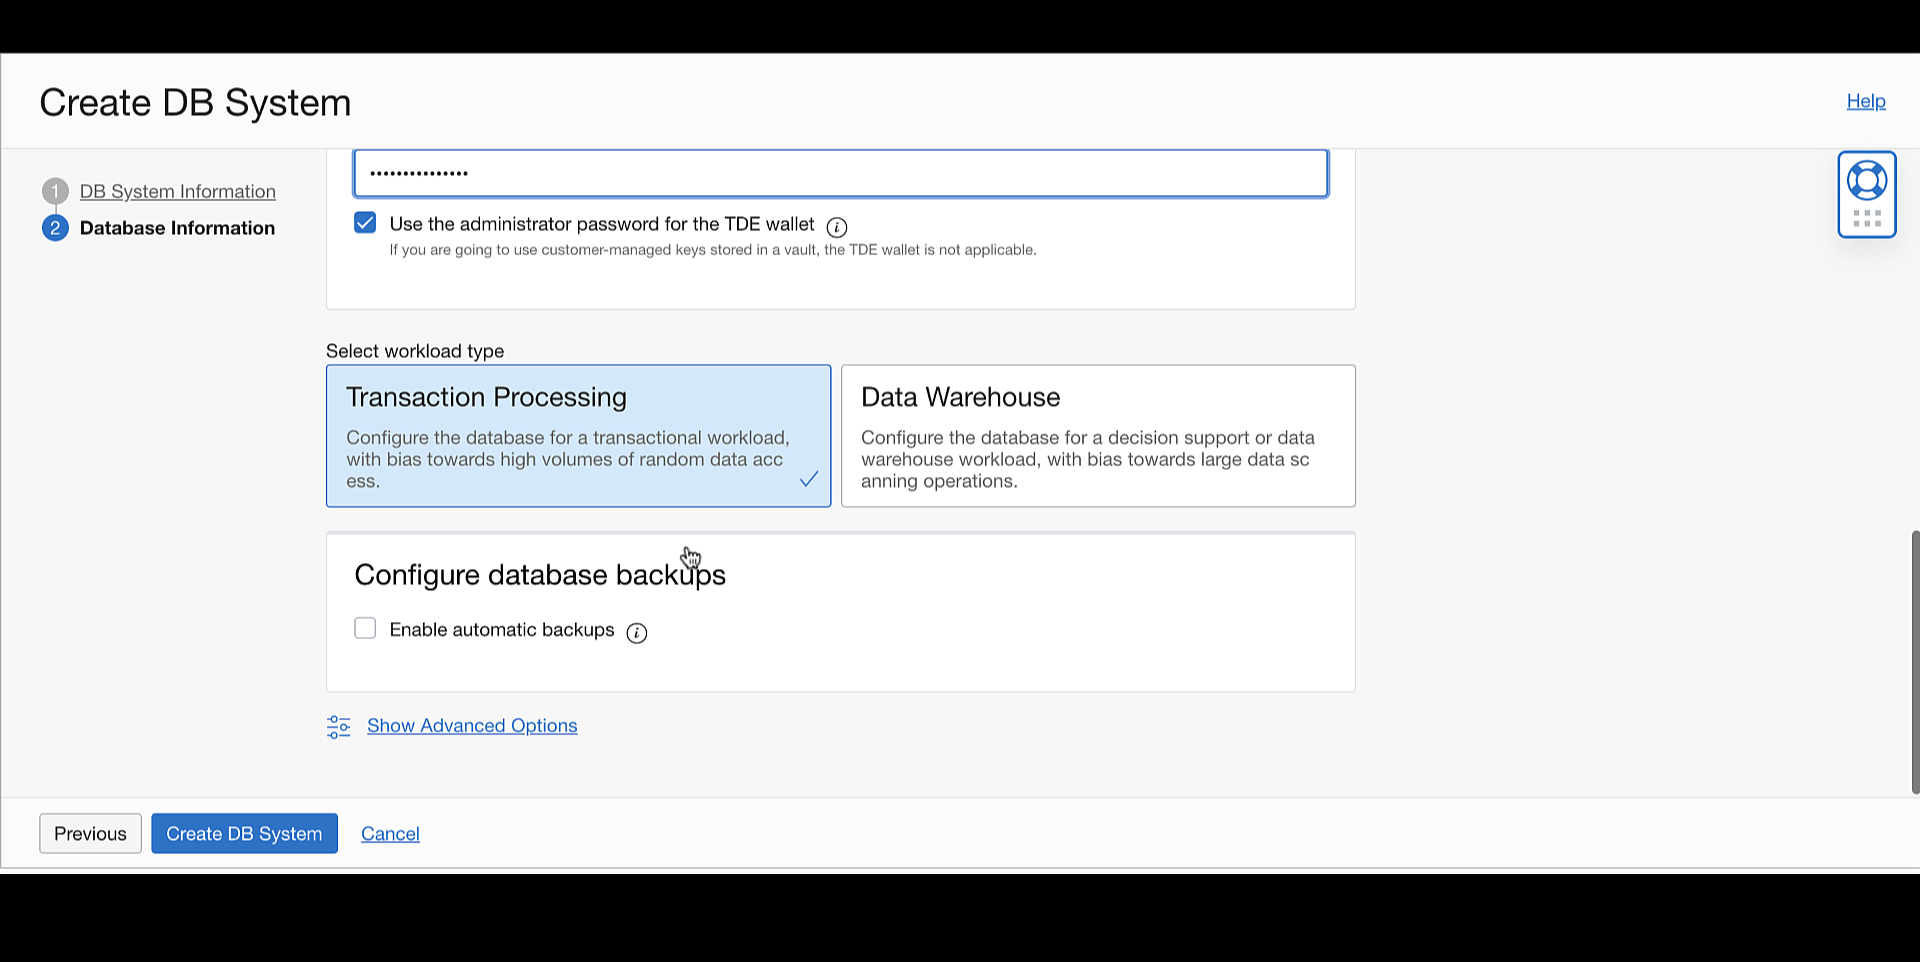 Create DB System
Help
1 DB System Information
2 Database Information
•••••••••••••••
Use the administrator password for the TDE wallet i
If you are going to use customer-managed keys stored in a vault, the TDE wallet is not applicable.
Select workload type
Transaction Processing
Configure the database for a transactional workload,
with bias towards high volumes of random data acc
ess.
Data Warehouse
Configure the database for a decision support or data
warehouse workload, with bias towards large data sc
anning operations.
Configure database backups
Enable automatic backups i
Show Advanced Options
Previous
Create DB System
Cancel